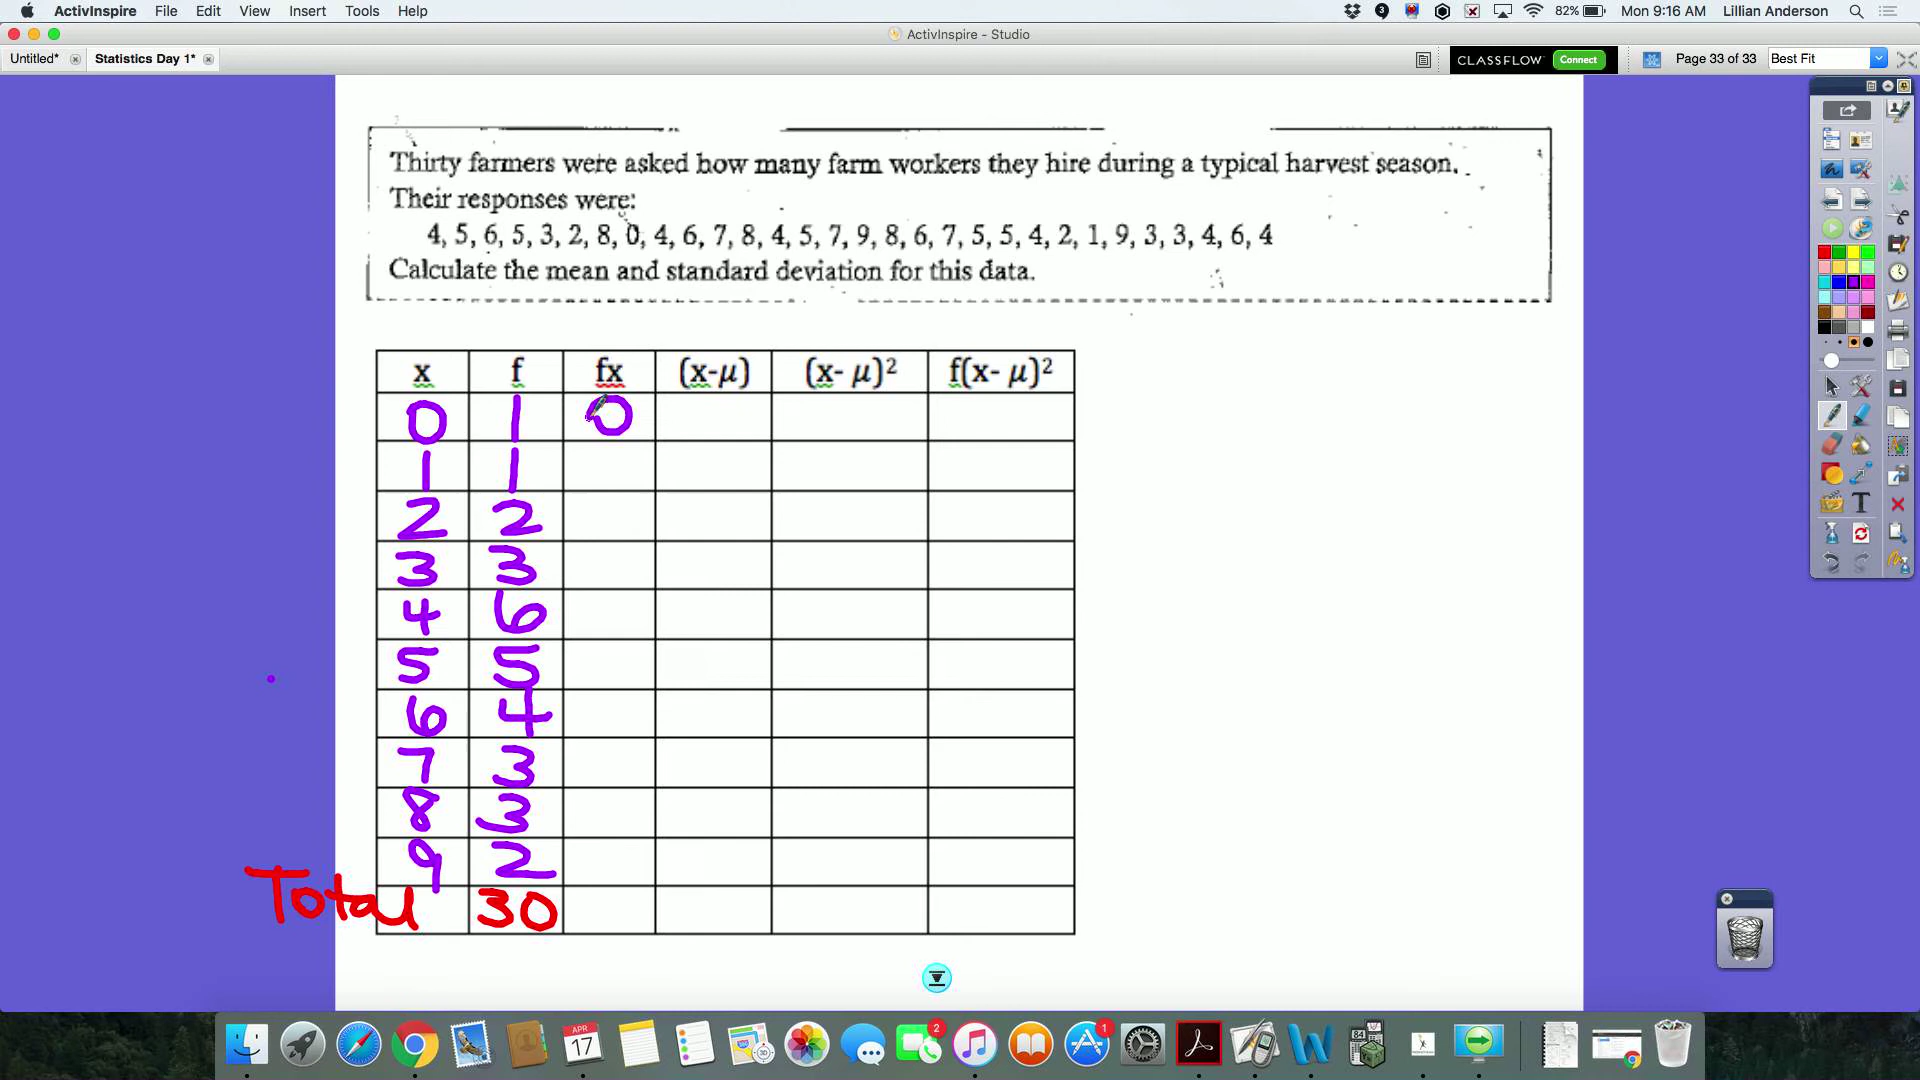 ActivInspire File Edit View Insert Tools Help 3 82% Mon 9:16 AM Lillian Anderson
ActivInspire - Studio
Untitled* Statistics Day 1* CLASSFLOW Connect Page 33 of 33 Best Fit
Thirty farmers were asked how many farm workers they hire during a typical harvest season.
Their responses were:
4, 5, 6, 5, 3, 2, 8, 0, 4, 6, 7, 8, 4, 5, 7, 9, 8, 6, 7, 5, 5, 4, 2, 1, 9, 3, 3, 4, 6, 4
Calculate the mean and standard deviation for this data.
x f fx (x-μ) (x- μ)² f(x- μ)²
0 1 0
1 1
2 2
3 3
4 6
5 5
6 4
7 3
8 3
9 2
Total 30
APR 17 2 1